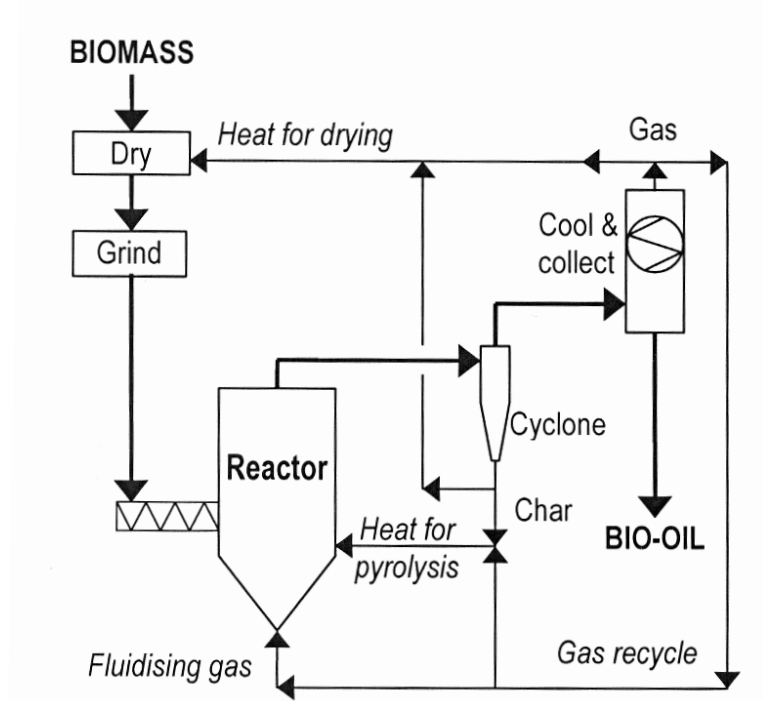 BIOMASS
Heat for drying
Gas
Dry
Grind
Cool &
collect
Cyclone
Reactor
Char
Heat for
pyrolysis
BIO-OIL
Fluidising gas
Gas recycle